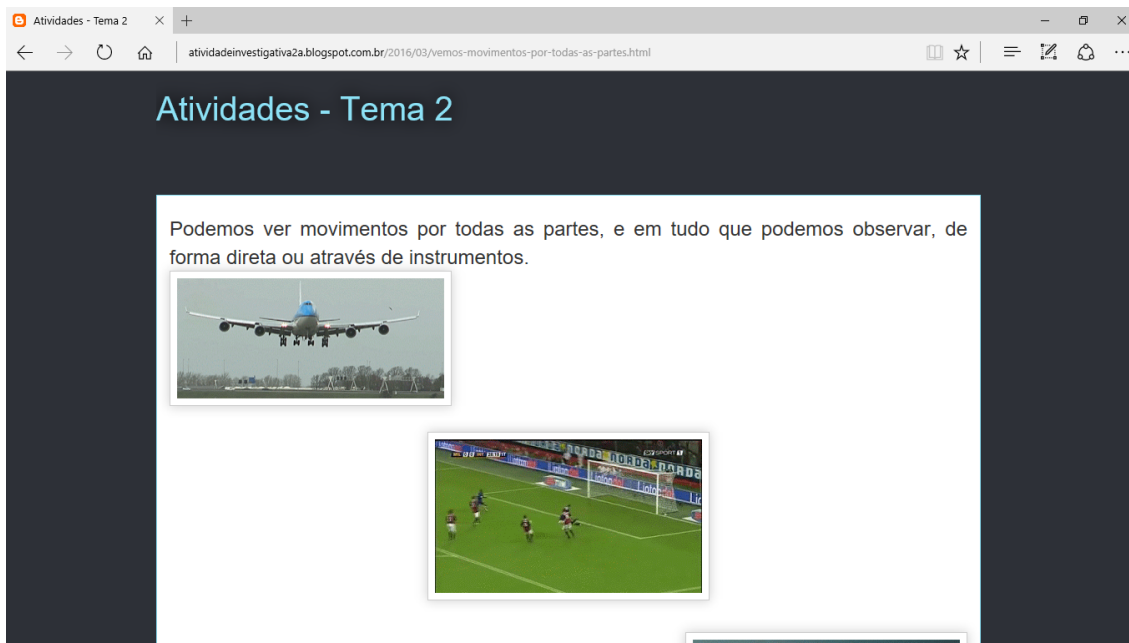 Atividades - Tema 2
atividadeinvestigativa2a.blogspot.com.br/2016/03/vemos-movimentos-por-todas-as-partes.html
Atividades - Tema 2
Podemos ver movimentos por todas as partes, e em tudo que podemos observar, de
forma direta ou através de instrumentos.
SPORT 1